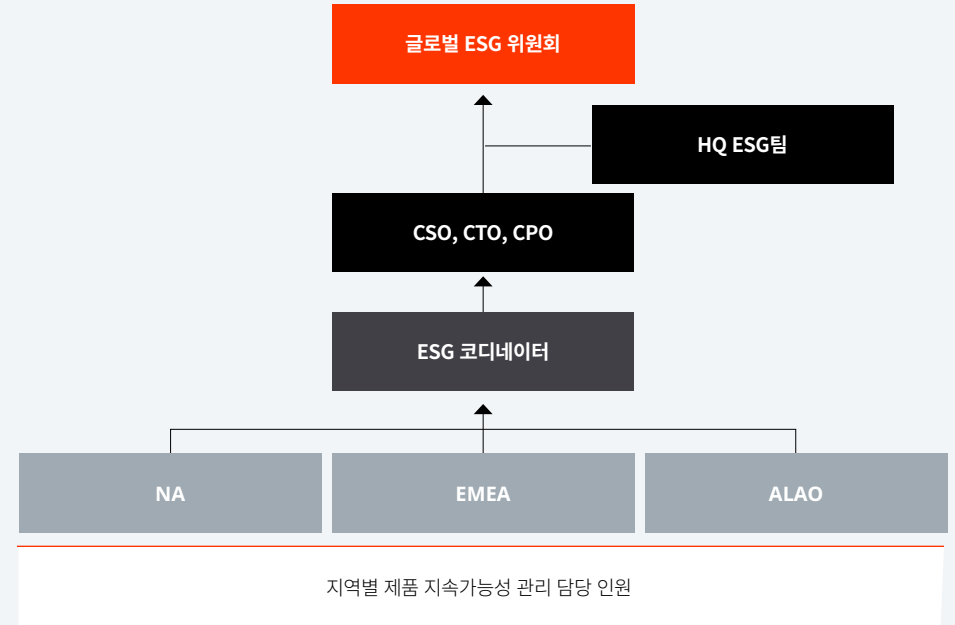 글로벌 ESG 위원회
HQ ESG팀
CSO, CTO, CPO
ESG 코디네이터
NA
EMEA
ALAO
지역별 제품 지속가능성 관리 담당 인원